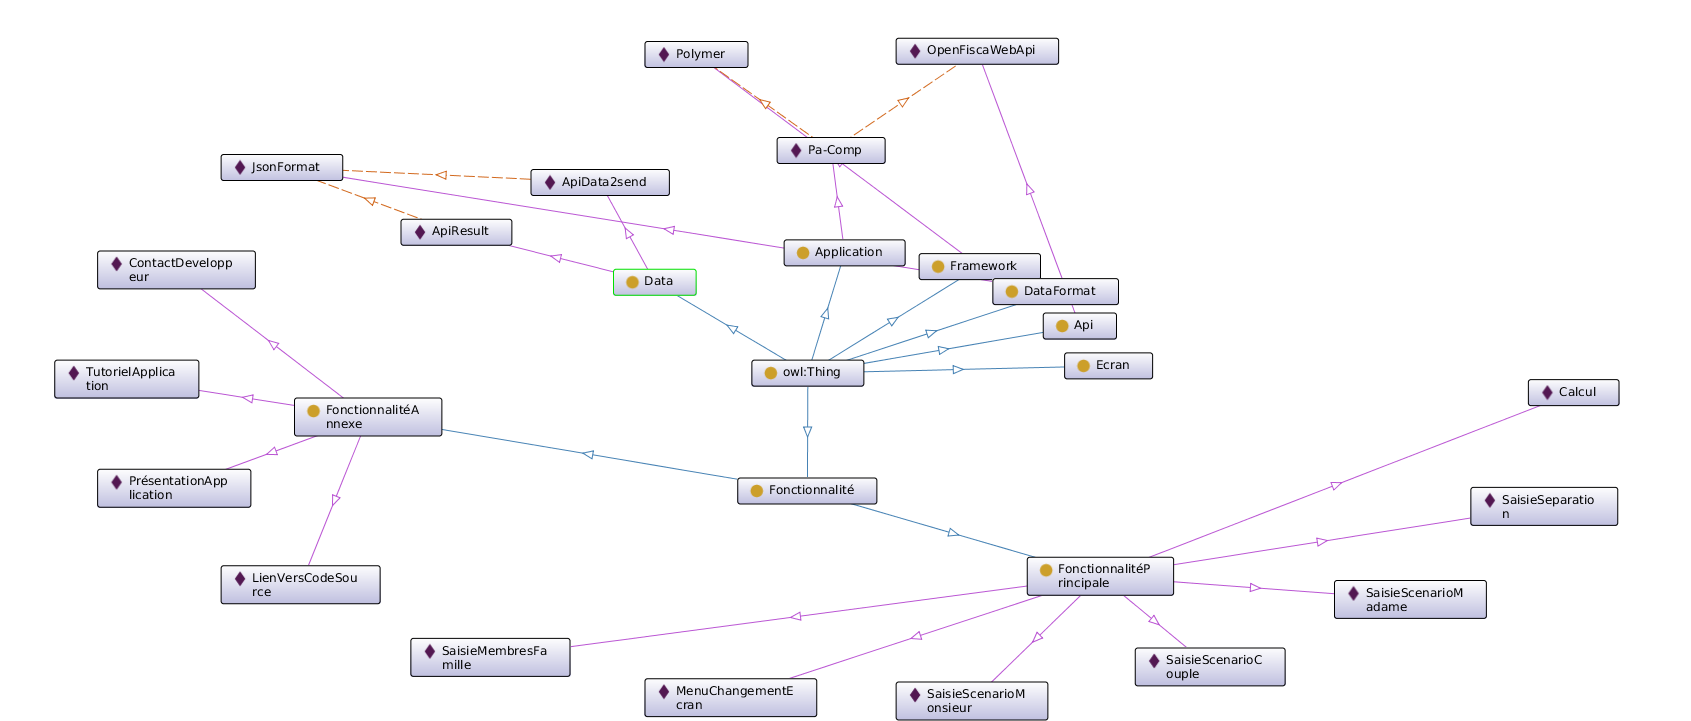 Polymer
OpenFiscaWebApi
Pa-Comp
JsonFormat
ApiData2send
ApiResult
Application
Framework
ContactDevelopp
eur
Data
DataFormat
Api
TutorielApplica
tion
owl:Thing
Ecran
Calcul
FonctionnalitéA
nnexe
PrésentationApp
lication
Fonctionnalité
SaisieSeparatio
n
LienVersCodeSou
rce
FonctionnalitéP
rincipale
SaisieScenarioM
adame
SaisieMembresFa
mille
SaisieScenarioC
ouple
MenuChangementE
cran
SaisieScenarioM
onsieur